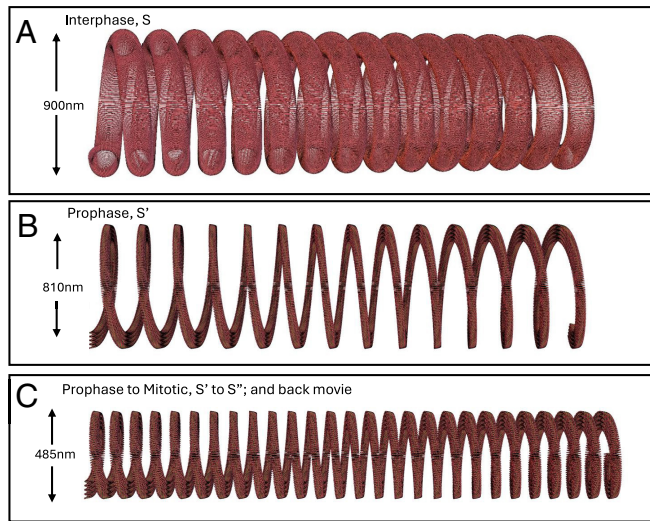 A
Interphase, S
900nm
B
Prophase, S’
810nm
C
Prophase to Mitotic, S’ to S”; and back movie
485nm